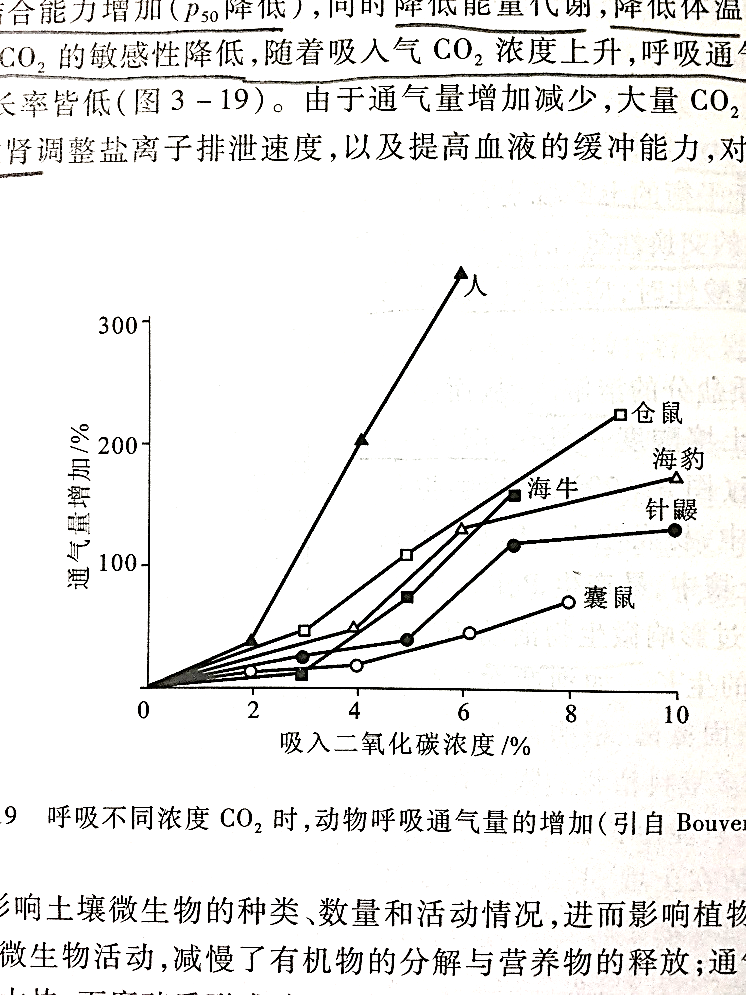 合能力增加(p₅₀降低),同时降低能量代谢,降低体温
CO₂ 的敏感性降低,随着吸入气 CO₂ 浓度上升,呼吸通气
长率皆低(图 3-19)。由于通气量增加减少,大量 CO₂
肾调整盐离子排泄速度,以及提高血液的缓冲能力,对
人
300
仓鼠
200
海豹
海牛
针鼹
通气量增加/%
100
囊鼠
0 2 4 6 8 10
吸入二氧化碳浓度/%
9 呼吸不同浓度 CO₂ 时,动物呼吸通气量的增加(引自 Bouver
影响土壤微生物的种类、数量和活动情况,进而影响植物
微生物活动,减慢了有机物的分解与营养物的释放;通气